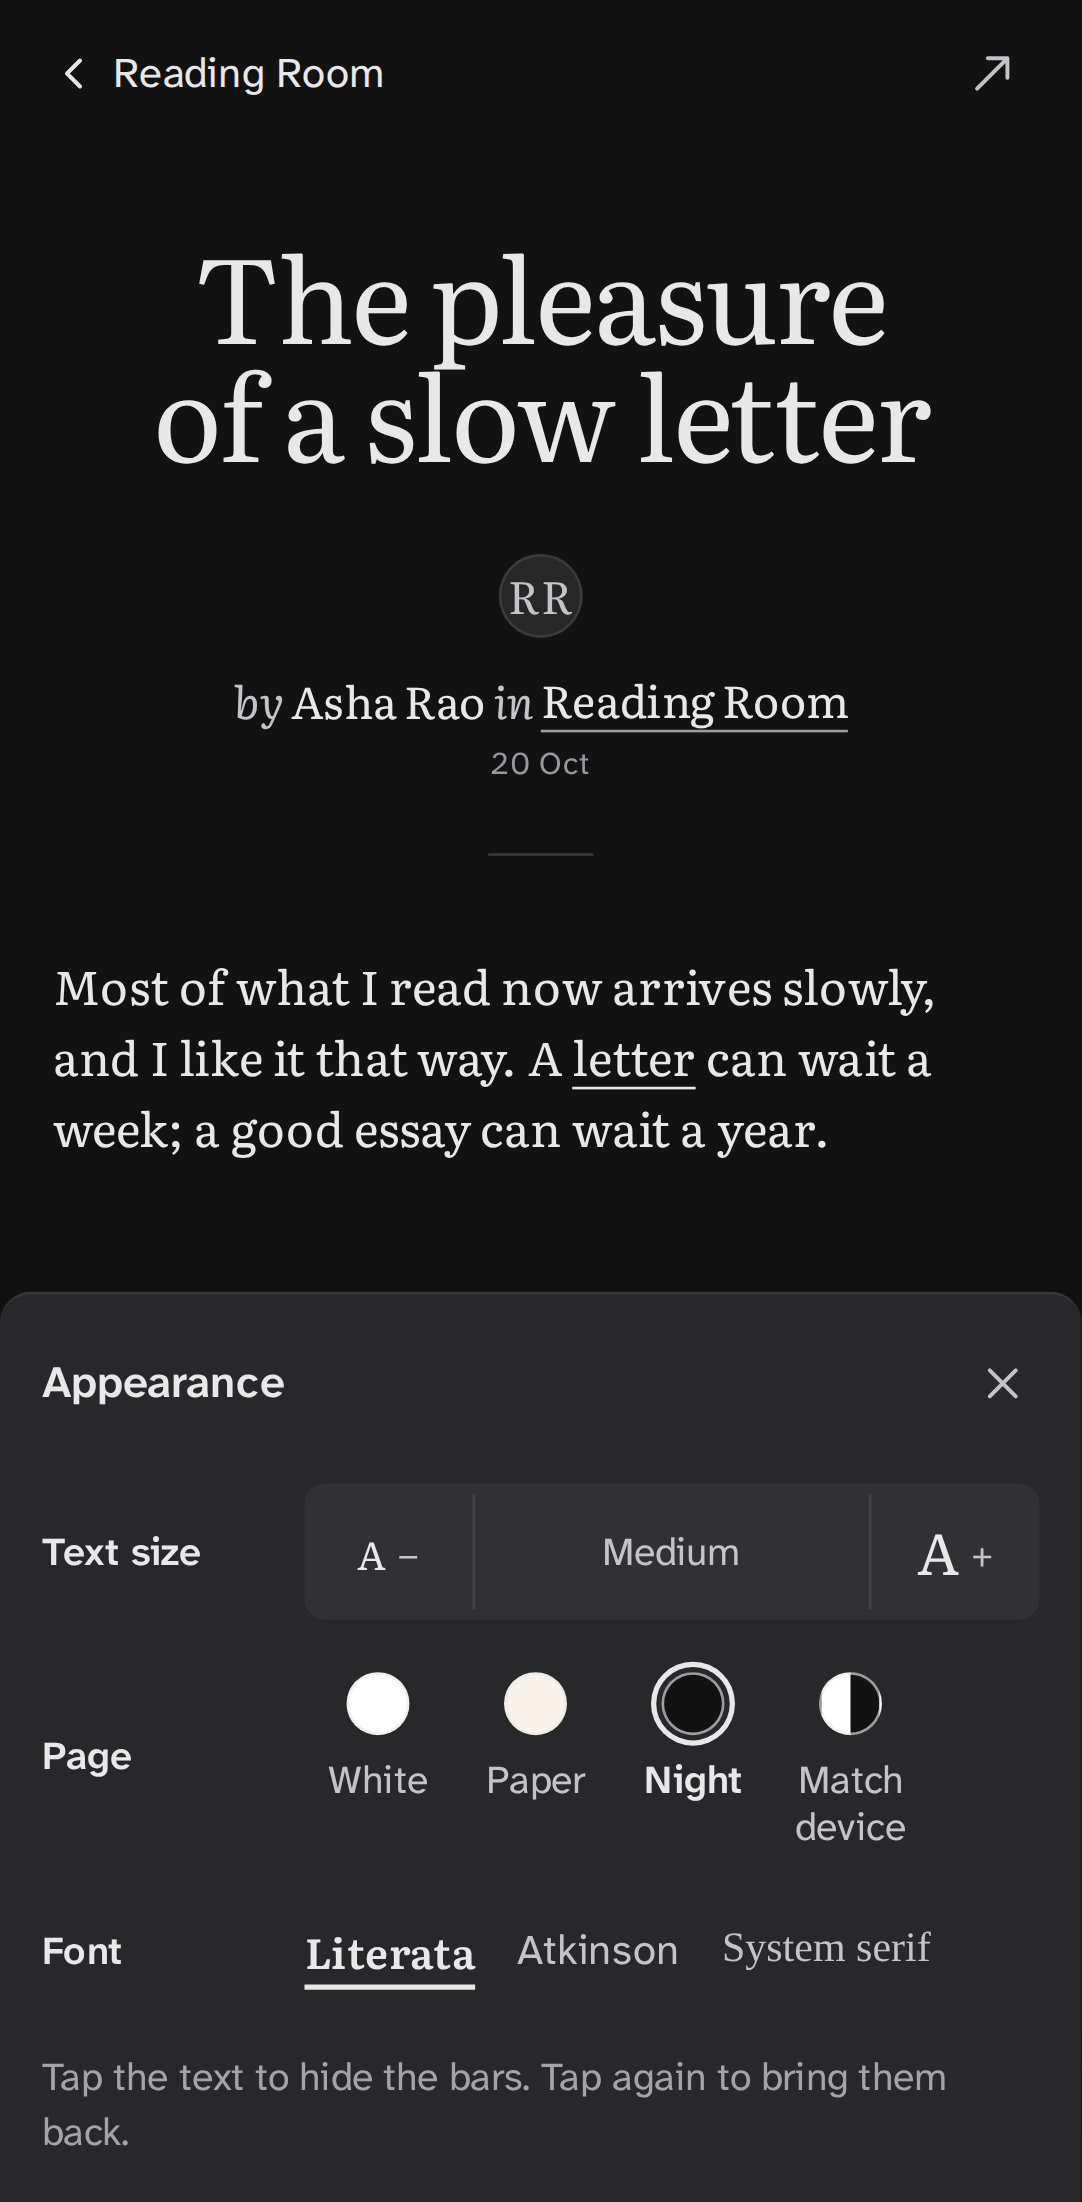 Reading Room
The pleasure
of a slow letter
RR
by Asha Rao in Reading Room
20 Oct
Most of what I read now arrives slowly,
and I like it that way. A letter can wait a
week; a good essay can wait a year.
Appearance
Text size
A −
Medium
A +
Page
White
Paper
Night
Match
device
Font
Literata
Atkinson
System serif
Tap the text to hide the bars. Tap again to bring them
back.